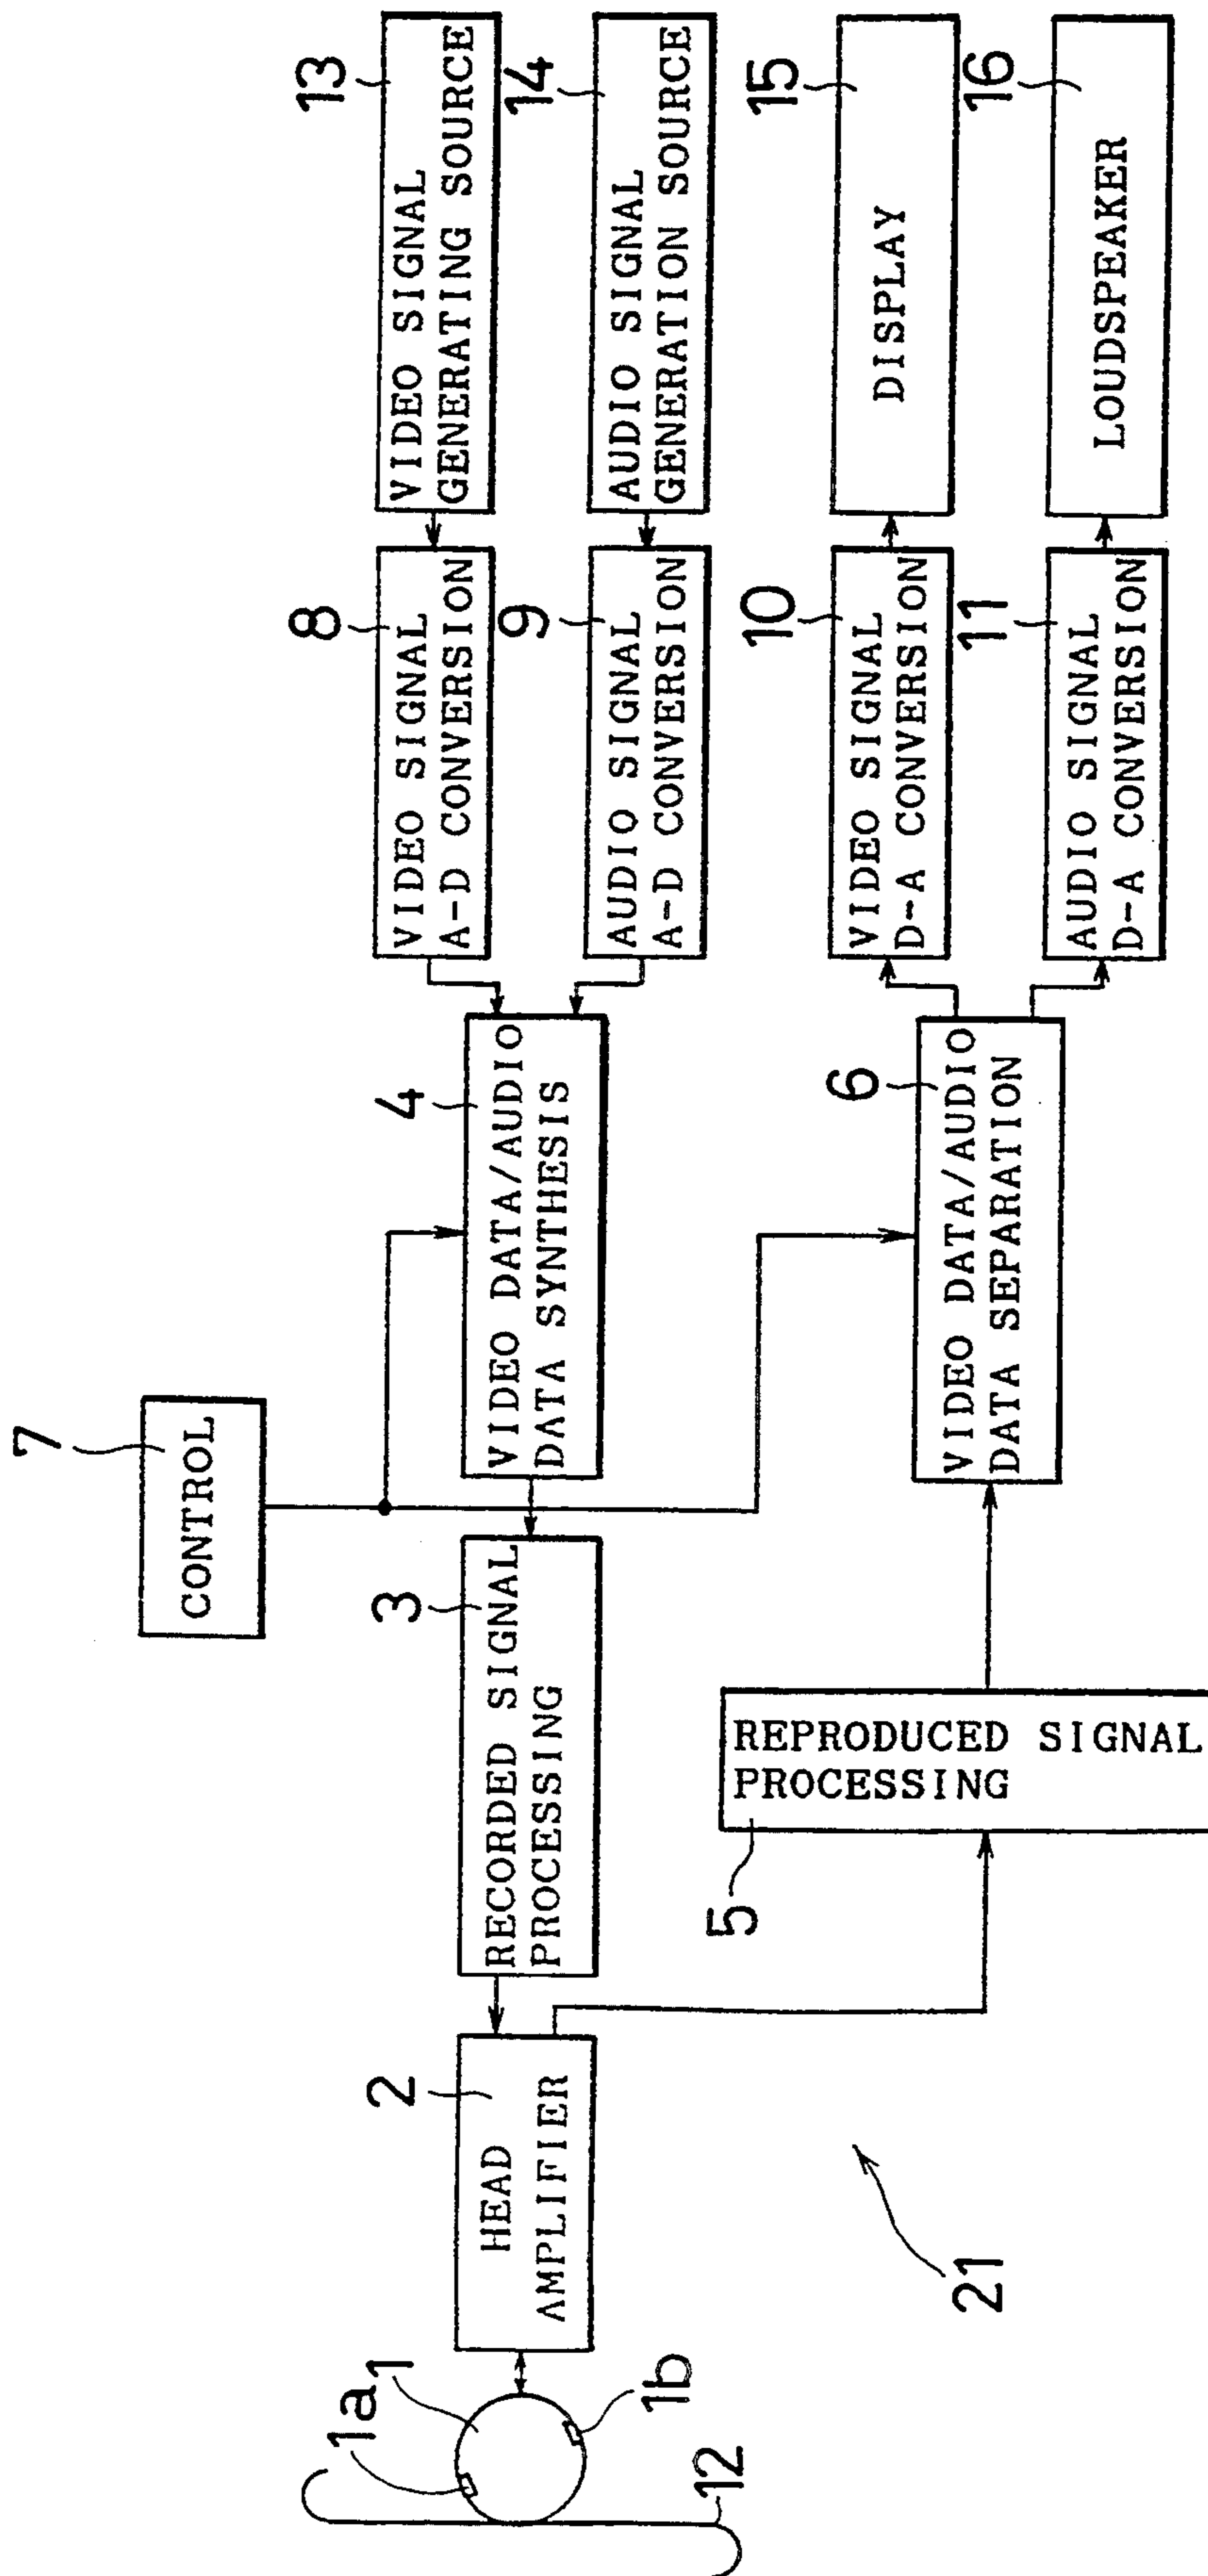 7
CONTROL
1a
1
1b
12
2
HEAD
AMPLIFIER
3
RECORDED SIGNAL
PROCESSING
4
VIDEO DATA/AUDIO
DATA SYNTHESIS
8
VIDEO SIGNAL
A-D CONVERSION
13
VIDEO SIGNAL
GENERATING SOURCE
9
AUDIO SIGNAL
A-D CONVERSION
14
AUDIO SIGNAL
GENERATION SOURCE
5
REPRODUCED SIGNAL
PROCESSING
6
VIDEO DATA/AUDIO
DATA SEPARATION
10
VIDEO SIGNAL
D-A CONVERSION
15
DISPLAY
11
AUDIO SIGNAL
D-A CONVERSION
16
LOUDSPEAKER
21